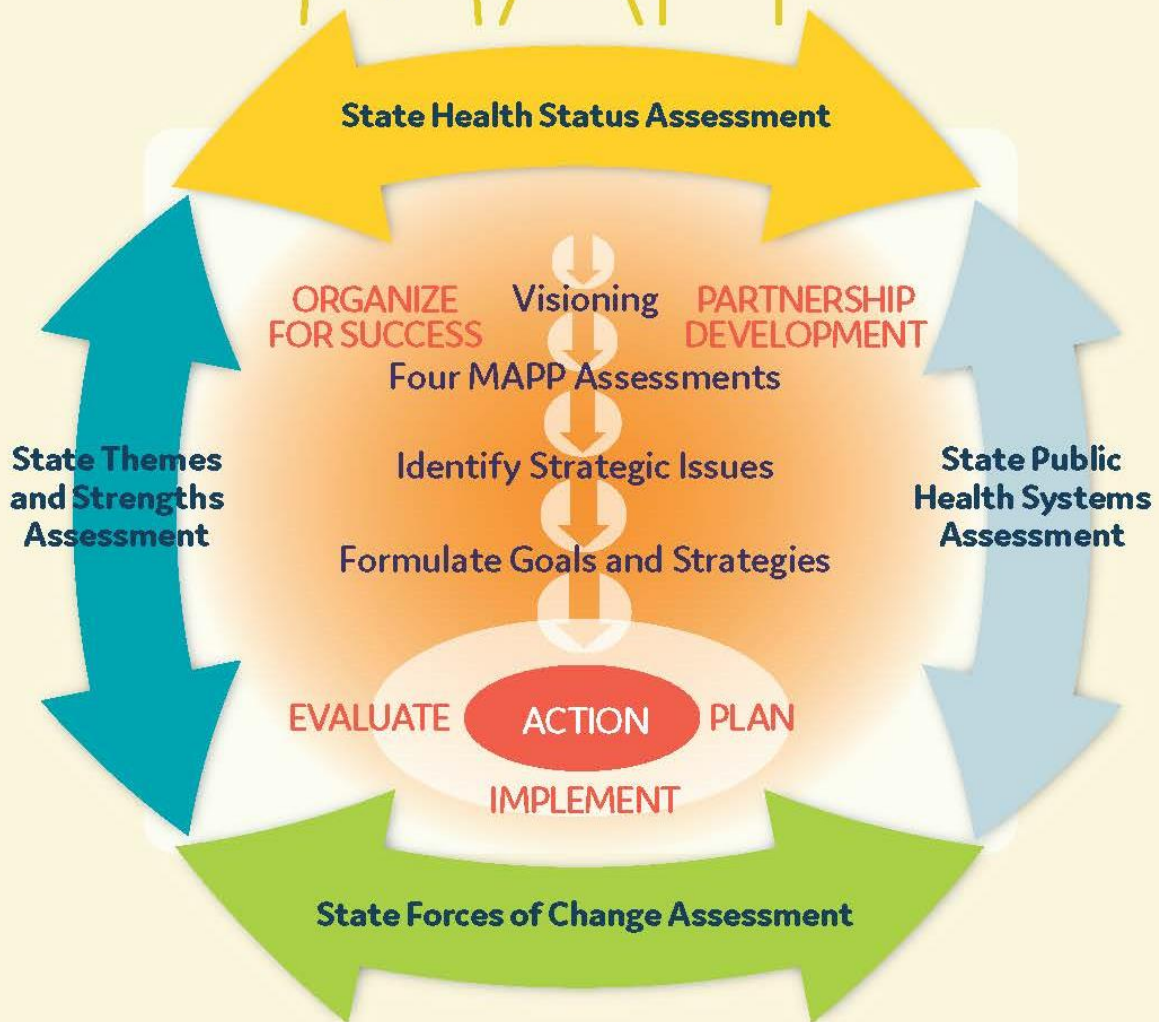 State Health Status Assessment
ORGANIZE
FOR SUCCESS
Visioning
PARTNERSHIP
DEVELOPMENT
Four MAPP Assessments
State Themes
and Strengths
Assessment
Identify Strategic Issues
State Public
Health Systems
Assessment
Formulate Goals and Strategies
EVALUATE
ACTION
PLAN
IMPLEMENT
State Forces of Change Assessment